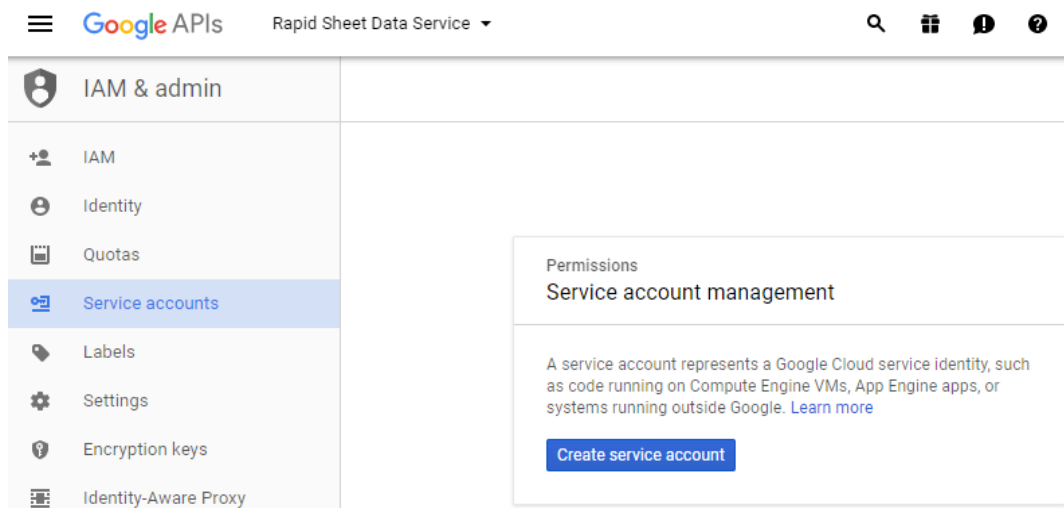 Google APIs Rapid Sheet Data Service
IAM & admin
IAM
Identity
Quotas
Service accounts
Labels
Settings
Encryption keys
Identity-Aware Proxy
Permissions
Service account management
A service account represents a Google Cloud service identity, such
as code running on Compute Engine VMs, App Engine apps, or
systems running outside Google. Learn more
Create service account